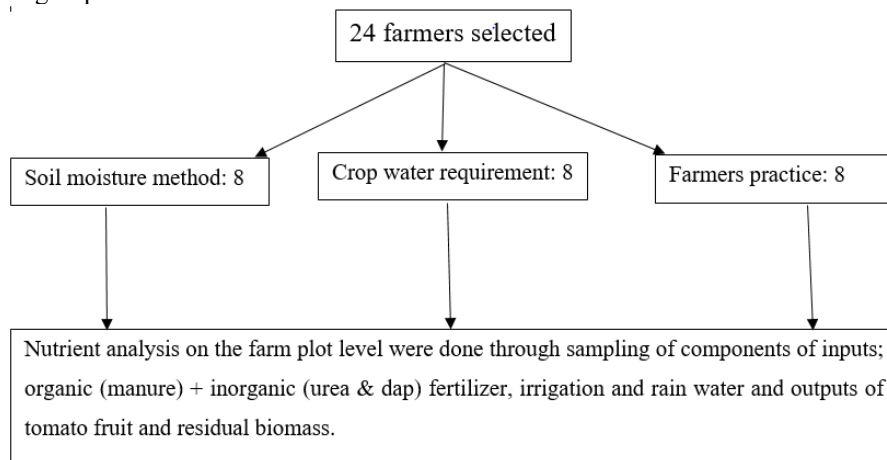 24 farmers selected
Soil moisture method: 8
Crop water requirement: 8
Farmers practice: 8
Nutrient analysis on the farm plot level were done through sampling of components of inputs;
organic (manure) + inorganic (urea & dap) fertilizer, irrigation and rain water and outputs of
tomato fruit and residual biomass.